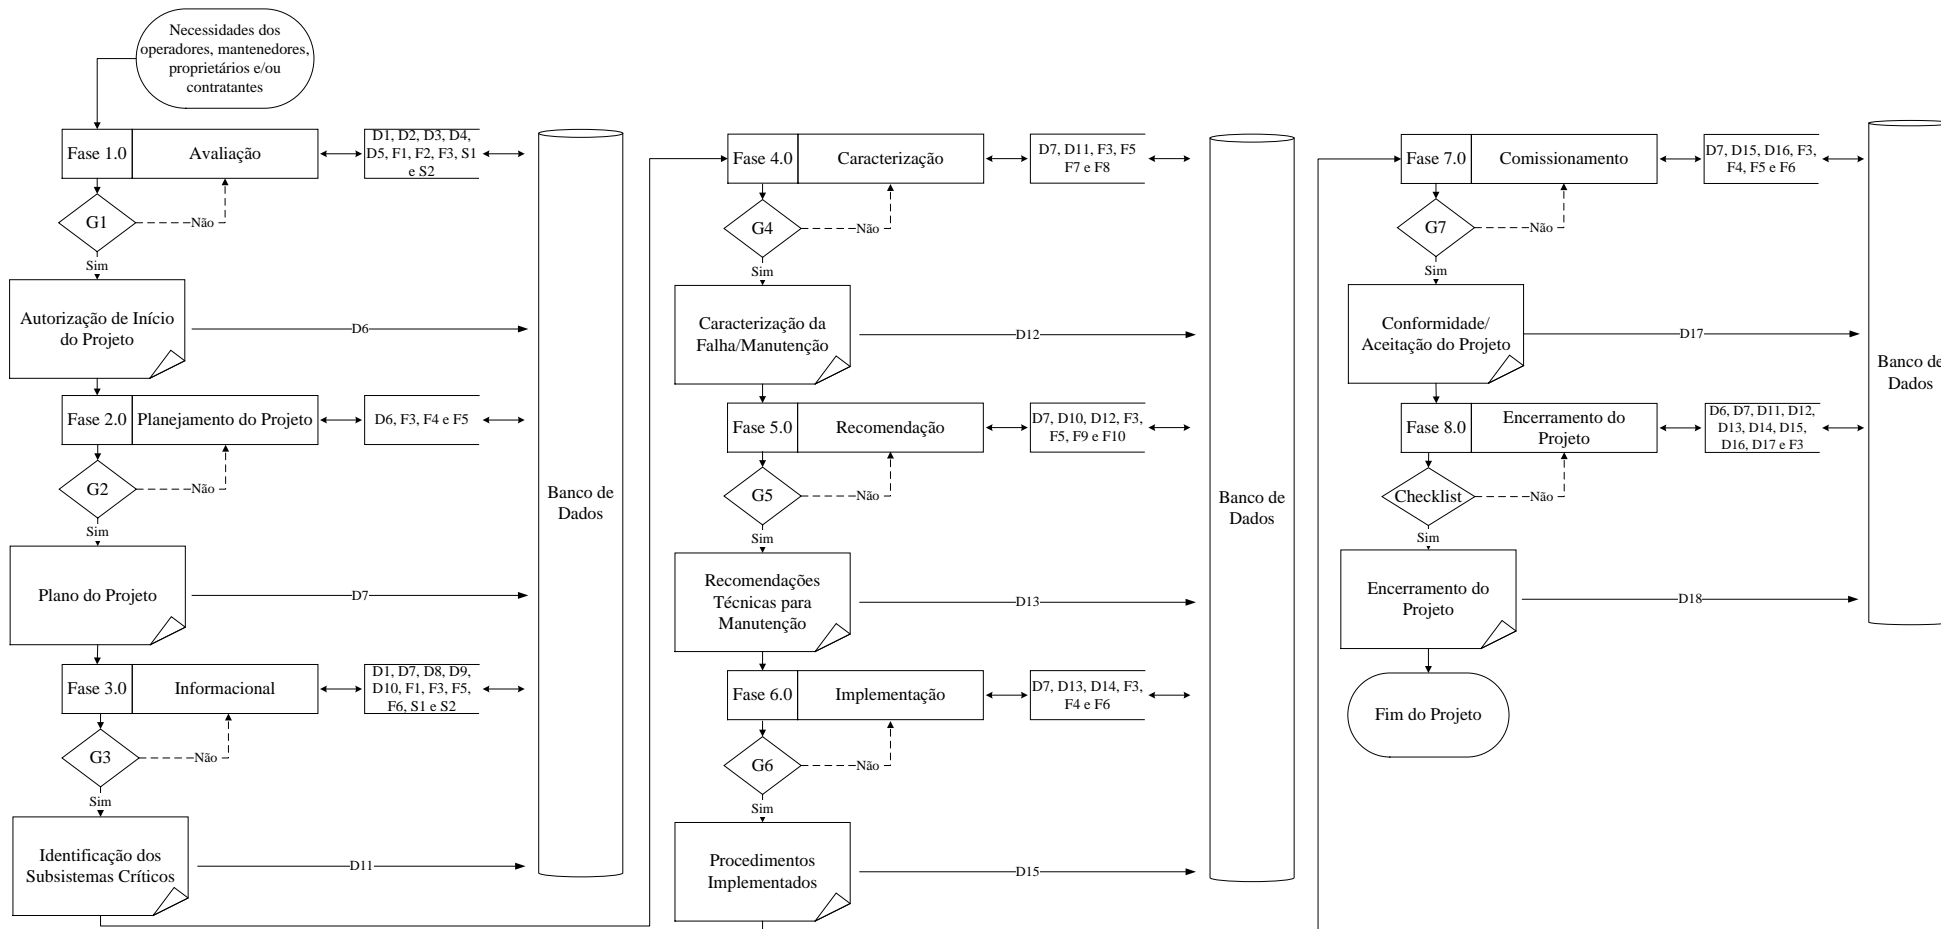 Necessidades dos
operadores, mantenedores,
proprietários e/ou
contratantes
Fase 1.0
Avaliação
D1, D2, D3, D4,
D5, F1, F2, F3, S1
e S2
G1
Não
Sim
Autorização de Início
do Projeto
D6
Fase 2.0
Planejamento do Projeto
D6, F3, F4 e F5
G2
Não
Sim
Plano do Projeto
D7
Fase 3.0
Informacional
D1, D7, D8, D9,
D10, F1, F3, F5,
F6, S1 e S2
G3
Não
Sim
Identificação dos
Subsistemas Críticos
D11
Banco de
Dados
Fase 4.0
Caracterização
D7, D11, F3, F5
F7 e F8
G4
Não
Sim
Caracterização da
Falha/Manutenção
D12
Fase 5.0
Recomendação
D7, D10, D12, F3,
F5, F9 e F10
G5
Não
Sim
Recomendações
Técnicas para
Manutenção
D13
Fase 6.0
Implementação
D7, D13, D14, F3,
F4 e F6
G6
Não
Sim
Procedimentos
Implementados
D15
Banco de
Dados
Fase 7.0
Comissionamento
D7, D15, D16, F3,
F4, F5 e F6
G7
Não
Sim
Conformidade/
Aceitação do Projeto
D17
Fase 8.0
Encerramento do
Projeto
D6, D7, D11, D12,
D13, D14, D15,
D16, D17 e F3
Checklist
Não
Sim
Encerramento do
Projeto
D18
Fim do Projeto
Banco de
Dados